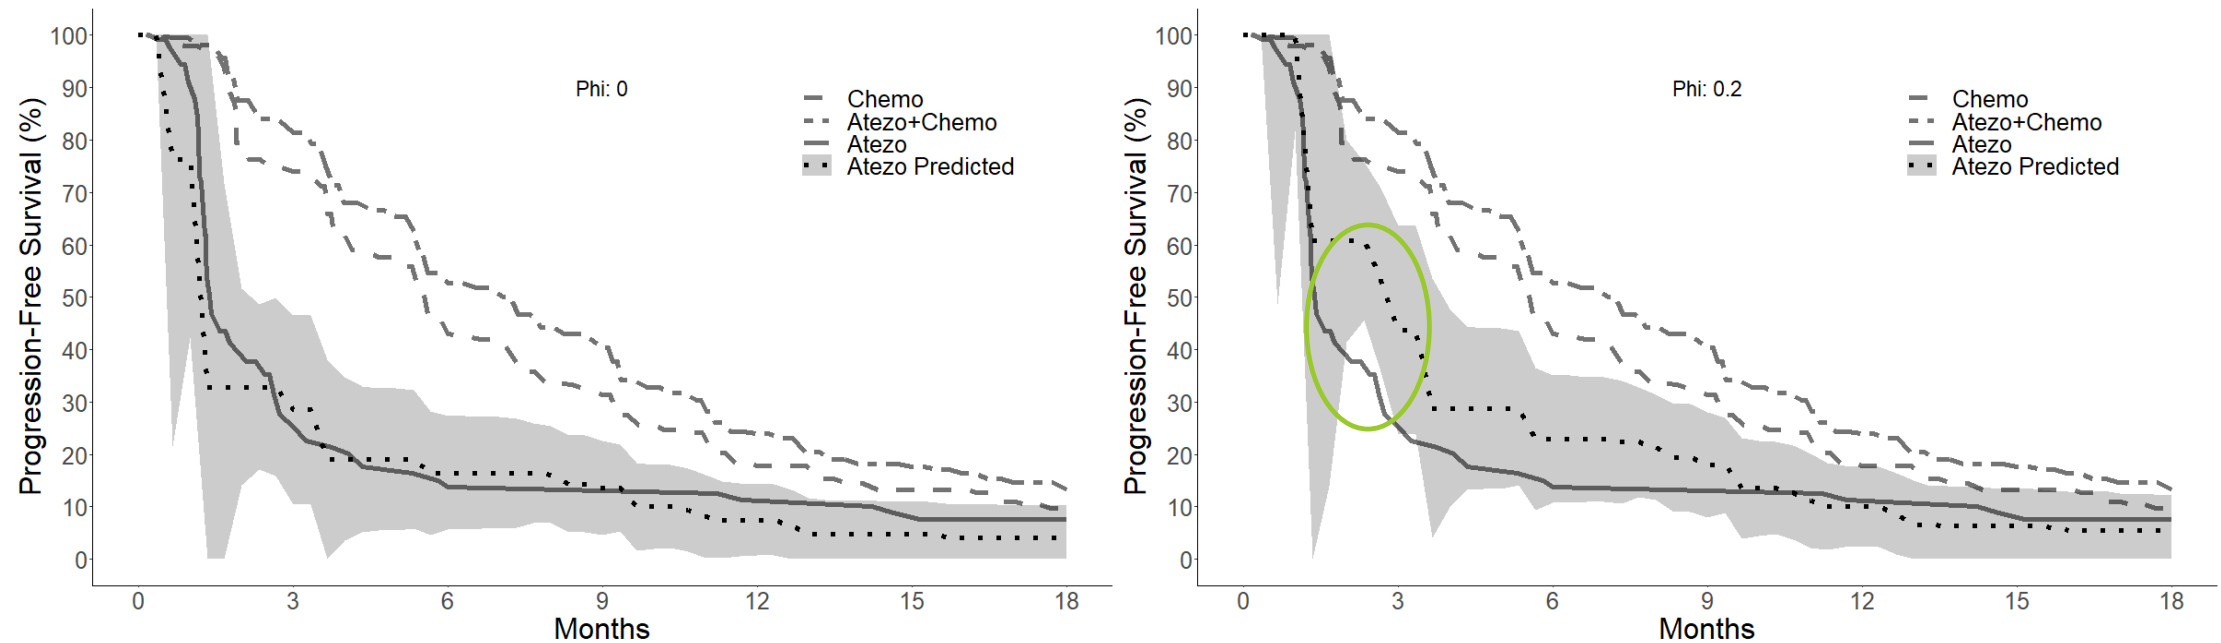 Progression-Free Survival (%)
100
90
80
70
60
50
40
30
20
10
0
Phi: 0
Chemo
Atezo+Chemo
Atezo
Atezo Predicted
0 3 6 9 12 15 18
Months
Progression-Free Survival (%)
100
90
80
70
60
50
40
30
20
10
0
Phi: 0.2
Chemo
Atezo+Chemo
Atezo
Atezo Predicted
0 3 6 9 12 15 18
Months